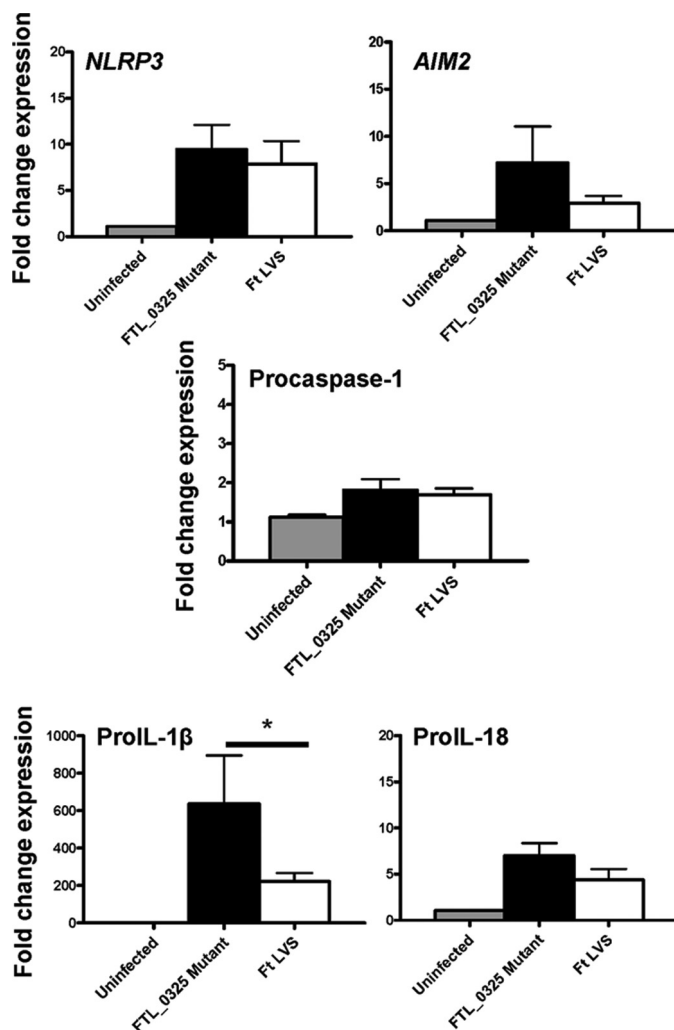 NLRP3
Fold change expression
20
15
10
5
0
Uninfected
FTL_0325 Mutant
Ft LVS
AIM2
20
15
10
5
0
Uninfected
FTL_0325 Mutant
Ft LVS
Procaspase-1
Fold change expression
5
4
3
2
1
0
Uninfected
FTL_0325 Mutant
Ft LVS
ProIL-1β
*
Fold change expression
1000
800
600
400
200
0
Uninfected
FTL_0325 Mutant
Ft LVS
ProIL-18
20
15
10
5
0
Uninfected
FTL_0325 Mutant
Ft LVS